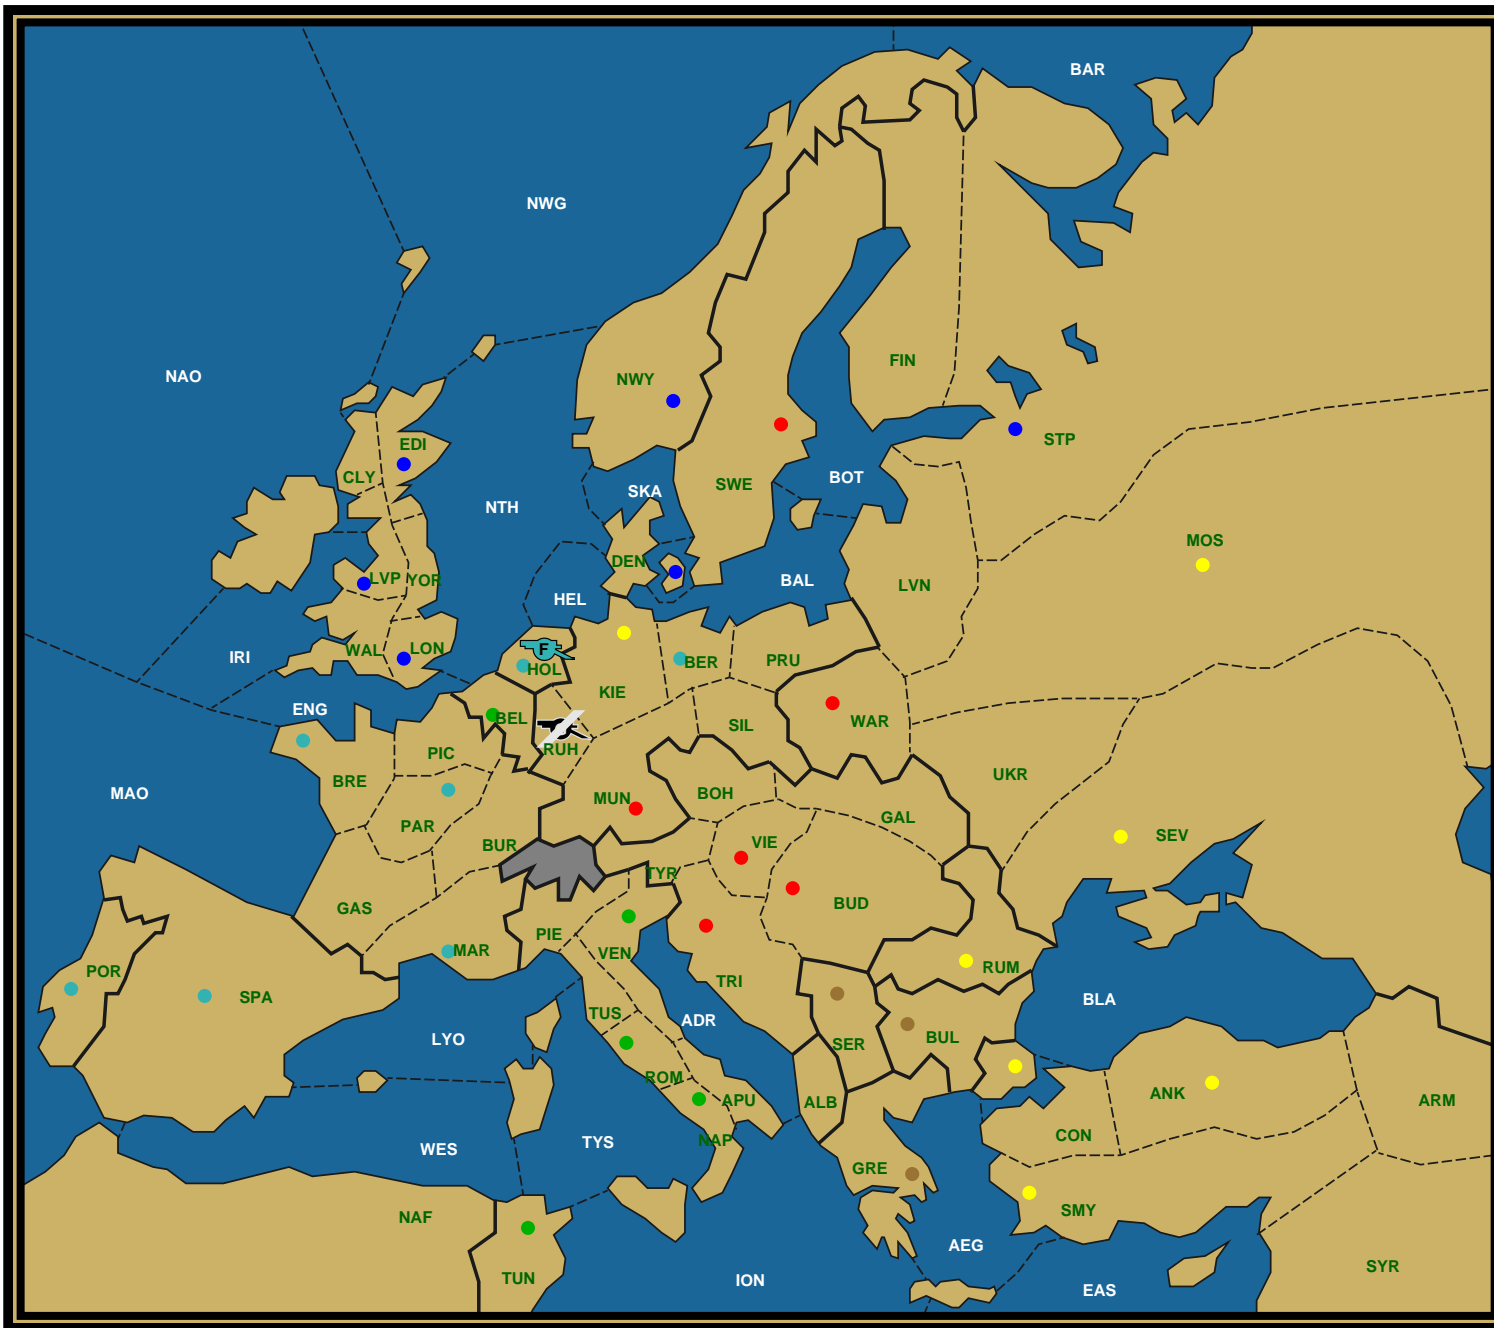 BAR
NWG
NAO
FIN
NWY
STP
EDI
CLY
SWE
BOT
SKA
NTH
MOS
DEN
LVP
YOR
BAL
LVN
HEL
IRI
WAL
LON
F
HOL
BER
PRU
KIE
ENG
BEL
WAR
SIL
RUH
PIC
UKR
BRE
MAO
MUN
BOH
GAL
PAR
SEV
BUR
VIE
TYR
BUD
GAS
PIE
MAR
VEN
RUM
POR
SPA
TRI
BLA
TUS
ADR
LYO
BUL
SER
ROM
ANK
APU
ALB
ARM
CON
NAP
TYS
WES
GRE
SMY
NAF
AEG
SYR
TUN
ION
EAS